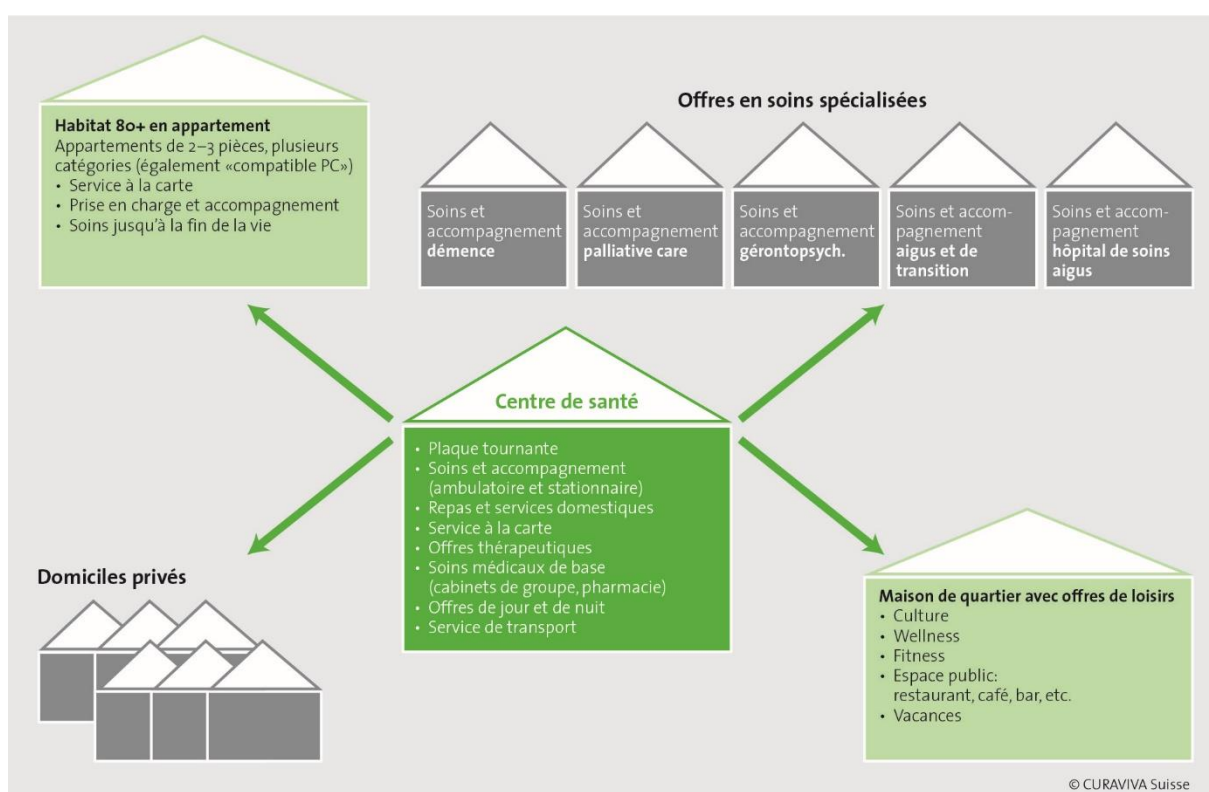 Habitat 80+ en appartement
Appartements de 2–3 pièces, plusieurs
catégories (également «compatible PC»)
• Service à la carte
• Prise en charge et accompagnement
• Soins jusqu'à la fin de la vie
Offres en soins spécialisées
Soins et
accompagnement
démence
Soins et
accompagnement
palliative care
Soins et
accompagnement
gérontopsych.
Soins et accom-
pagnement
aigus et de
transition
Soins et accom-
pagnement
hôpital de soins
aigus
Centre de santé
• Plaque tournante
• Soins et accompagnement
(ambulatoire et stationnaire)
• Repas et services domestiques
• Service à la carte
• Offres thérapeutiques
• Soins médicaux de base
(cabinets de groupe, pharmacie)
• Offres de jour et de nuit
• Service de transport
Domiciles privés
Maison de quartier avec offres de loisirs
• Culture
• Wellness
• Fitness
• Espace public:
restaurant, café, bar, etc.
• Vacances
© CURAVIVA Suisse